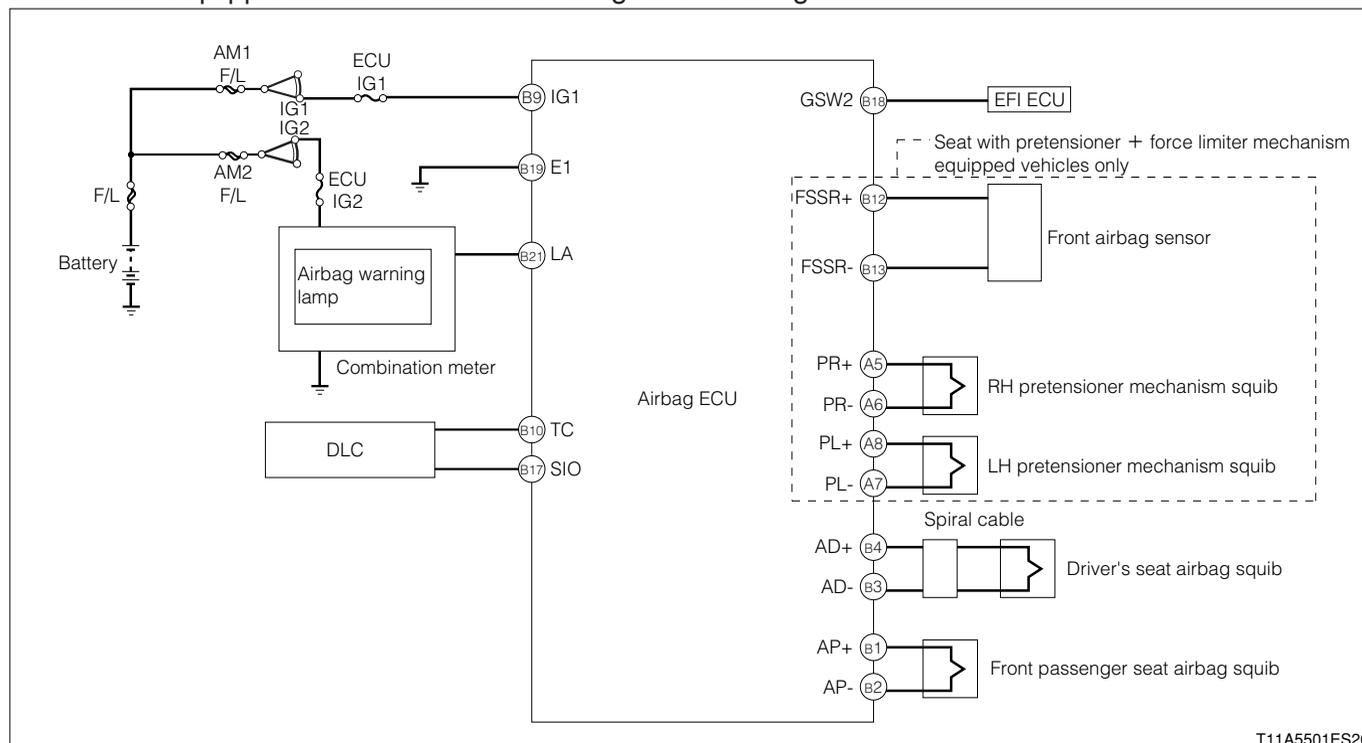 AM1
F/L
ECU
IG1
IG1
IG2
AM2
F/L
ECU
IG2
F/L
Battery
Airbag warning
lamp
Combination meter
DLC
B9 IG1
B19 E1
B21 LA
B10 TC
B17 SIO
Airbag ECU
GSW2 B18
EFI ECU
Seat with pretensioner + force limiter mechanism
equipped vehicles only
FSSR+ B12
FSSR- B13
Front airbag sensor
PR+ A5
PR- A6
RH pretensioner mechanism squib
PL+ A8
PL- A7
LH pretensioner mechanism squib
Spiral cable
AD+ B4
AD- B3
Driver's seat airbag squib
AP+ B1
AP- B2
Front passenger seat airbag squib